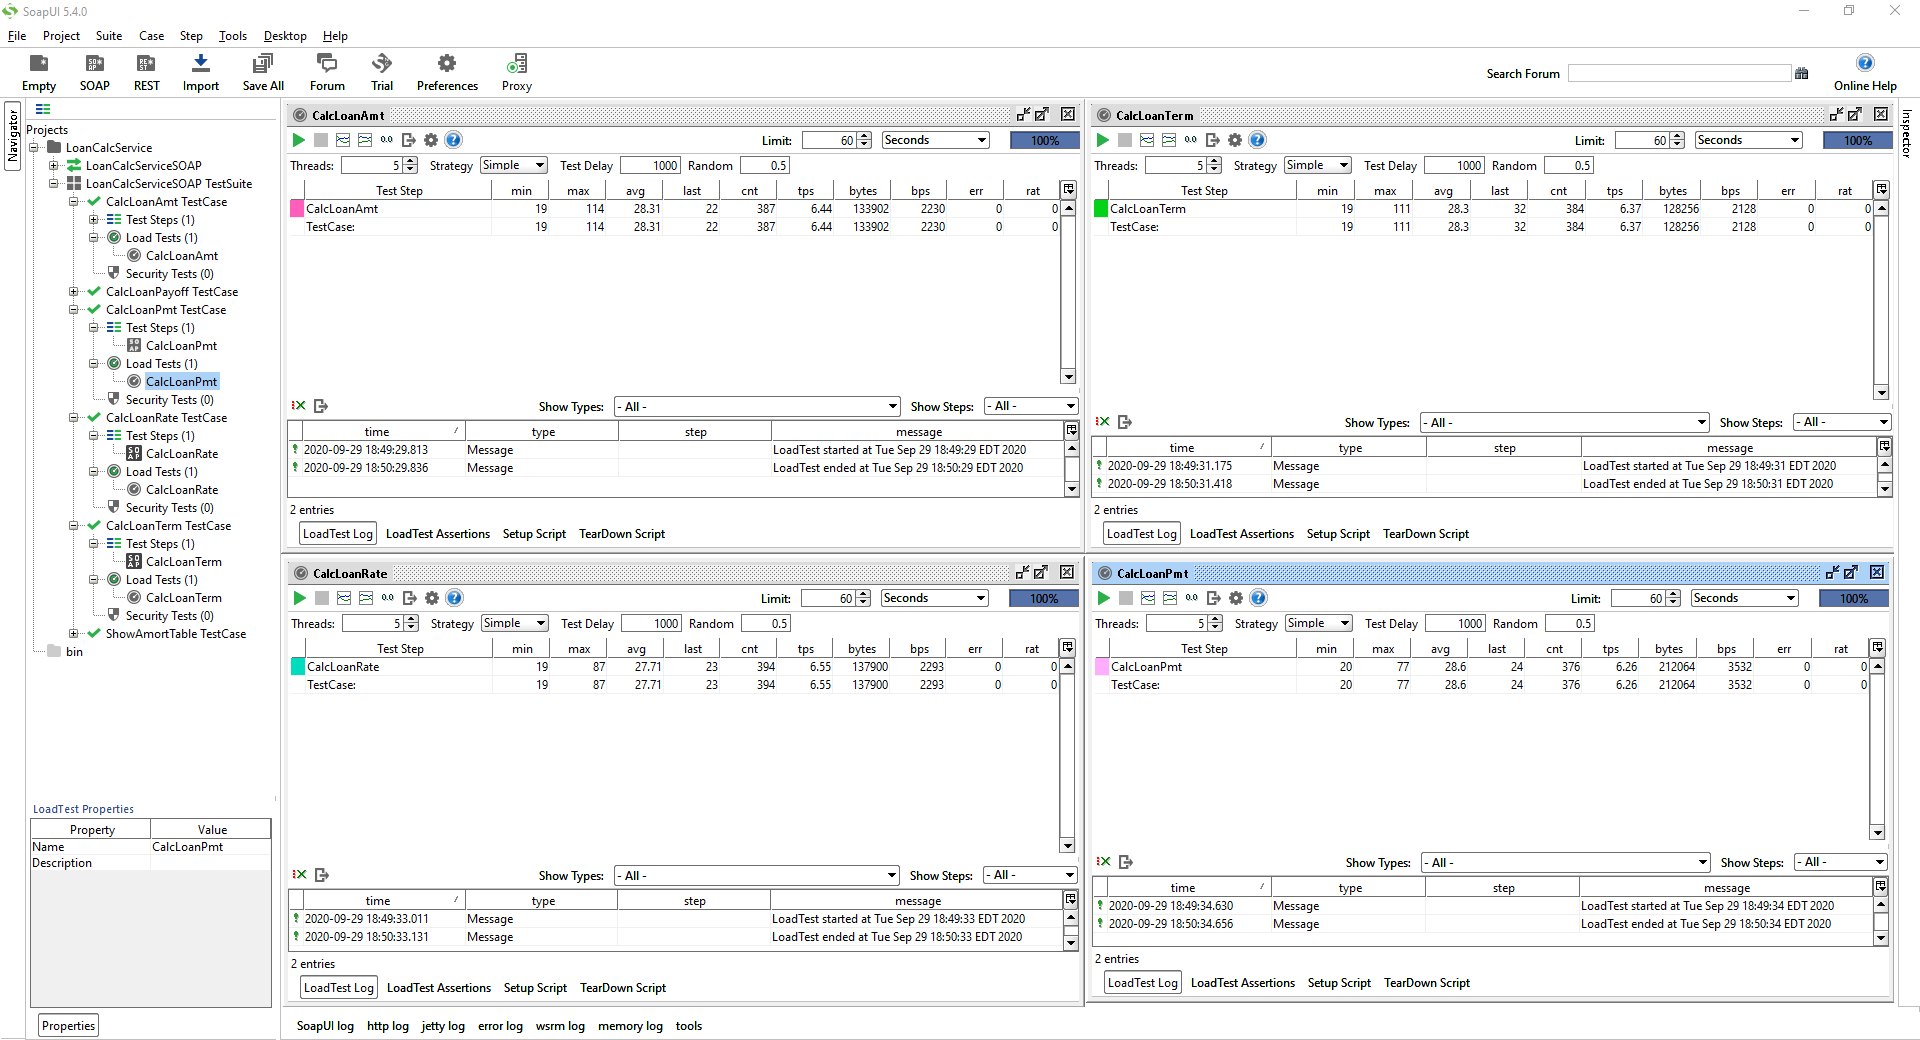 SoapUI 5.4.0
File Project Suite Case Step Tools Desktop Help
Empty SOAP REST Import Save All Forum Trial Preferences Proxy
Search Forum Online Help
Navigator
Inspector
Projects
LoanCalcService
LoanCalcServiceSOAP
LoanCalcServiceSOAP TestSuite
CalcLoanAmt TestCase
Test Steps (1)
Load Tests (1)
CalcLoanAmt
Security Tests (0)
CalcLoanPayoff TestCase
CalcLoanPmt TestCase
Test Steps (1)
CalcLoanPmt
Load Tests (1)
CalcLoanPmt
Security Tests (0)
CalcLoanRate TestCase
Test Steps (1)
CalcLoanRate
Load Tests (1)
CalcLoanRate
Security Tests (0)
CalcLoanTerm TestCase
Test Steps (1)
CalcLoanTerm
Load Tests (1)
CalcLoanTerm
Security Tests (0)
ShowAmortTable TestCase
bin
LoadTest Properties
Property Value
Name CalcLoanPmt
Description
Properties
CalcLoanAmt
0.0 Limit: 60 Seconds 100%
Threads: 5 Strategy Simple Test Delay 1000 Random 0.5
Test Step min max avg last cnt tps bytes bps err rat
CalcLoanAmt 19 114 28.31 22 387 6.44 133902 2230 0 0
TestCase: 19 114 28.31 22 387 6.44 133902 2230 0 0
Show Types: - All - Show Steps: - All -
time type step message
2020-09-29 18:49:29.813 Message LoadTest started at Tue Sep 29 18:49:29 EDT 2020
2020-09-29 18:50:29.836 Message LoadTest ended at Tue Sep 29 18:50:29 EDT 2020
2 entries
LoadTest Log LoadTest Assertions Setup Script TearDown Script
CalcLoanTerm
0.0 Limit: 60 Seconds 100%
Threads: 5 Strategy Simple Test Delay 1000 Random 0.5
Test Step min max avg last cnt tps bytes bps err rat
CalcLoanTerm 19 111 28.3 32 384 6.37 128256 2128 0 0
TestCase: 19 111 28.3 32 384 6.37 128256 2128 0 0
Show Types: - All - Show Steps: - All -
time type step message
2020-09-29 18:49:31.175 Message LoadTest started at Tue Sep 29 18:49:31 EDT 2020
2020-09-29 18:50:31.418 Message LoadTest ended at Tue Sep 29 18:50:31 EDT 2020
2 entries
LoadTest Log LoadTest Assertions Setup Script TearDown Script
CalcLoanRate
0.0 Limit: 60 Seconds 100%
Threads: 5 Strategy Simple Test Delay 1000 Random 0.5
Test Step min max avg last cnt tps bytes bps err rat
CalcLoanRate 19 87 27.71 23 394 6.55 137900 2293 0 0
TestCase: 19 87 27.71 23 394 6.55 137900 2293 0 0
Show Types: - All - Show Steps: - All -
time type step message
2020-09-29 18:49:33.011 Message LoadTest started at Tue Sep 29 18:49:33 EDT 2020
2020-09-29 18:50:33.131 Message LoadTest ended at Tue Sep 29 18:50:33 EDT 2020
2 entries
LoadTest Log LoadTest Assertions Setup Script TearDown Script
CalcLoanPmt
0.0 Limit: 60 Seconds 100%
Threads: 5 Strategy Simple Test Delay 1000 Random 0.5
Test Step min max avg last cnt tps bytes bps err rat
CalcLoanPmt 20 77 28.6 24 376 6.26 212064 3532 0 0
TestCase: 20 77 28.6 24 376 6.26 212064 3532 0 0
Show Types: - All - Show Steps: - All -
time type step message
2020-09-29 18:49:34.630 Message LoadTest started at Tue Sep 29 18:49:34 EDT 2020
2020-09-29 18:50:34.656 Message LoadTest ended at Tue Sep 29 18:50:34 EDT 2020
2 entries
LoadTest Log LoadTest Assertions Setup Script TearDown Script
SoapUI log http log jetty log error log wsrm log memory log tools